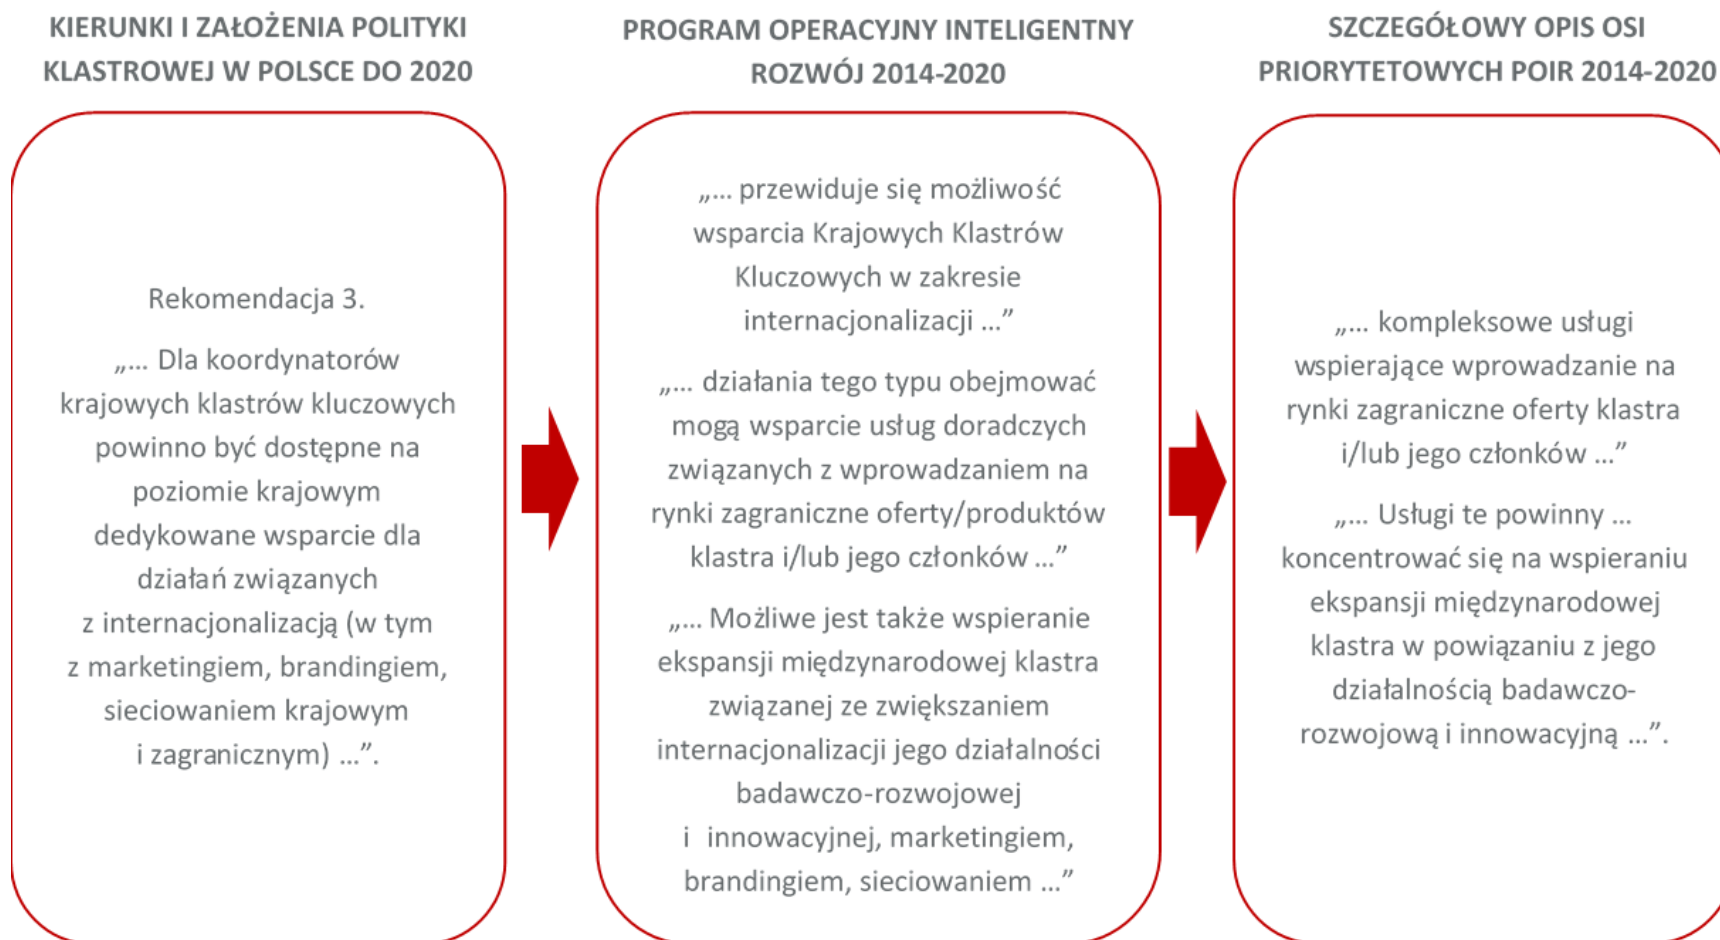 KIERUNKI I ZAŁOŻENIA POLITYKI
KLASTROWEJ W POLSCE DO 2020
Rekomendacja 3.
„... Dla koordynatorów
krajowych klastrów kluczowych
powinno być dostępne na
poziomie krajowym
dedykowane wsparcie dla
działań związanych
z internacjonalizacją (w tym
z marketingiem, brandingiem,
sieciowaniem krajowym
i zagranicznym) ...”.
PROGRAM OPERACYJNY INTELIGENTNY
ROZWÓJ 2014-2020
„... przewiduje się możliwość
wsparcia Krajowych Klastrów
Kluczowych w zakresie
internacjonalizacji ...”
„... działania tego typu obejmować
mogą wsparcie usług doradczych
związanych z wprowadzaniem na
rynki zagraniczne oferty/produktów
klastra i/lub jego członków ...”
„... Możliwe jest także wspieranie
ekspansji międzynarodowej klastra
związanej ze zwiększaniem
internacjonalizacji jego działalności
badawczo-rozwojowej
i innowacyjnej, marketingiem,
brandingiem, sieciowaniem ...”
SZCZEGÓŁOWY OPIS OSI
PRIORYTETOWYCH POIR 2014-2020
„... kompleksowe usługi
wspierające wprowadzanie na
rynki zagraniczne oferty klastra
i/lub jego członków ...”
„... Usługi te powinny ...
koncentrować się na wspieraniu
ekspansji międzynarodowej
klastra w powiązaniu z jego
działalnością badawczo-
rozwojową i innowacyjną ...”.